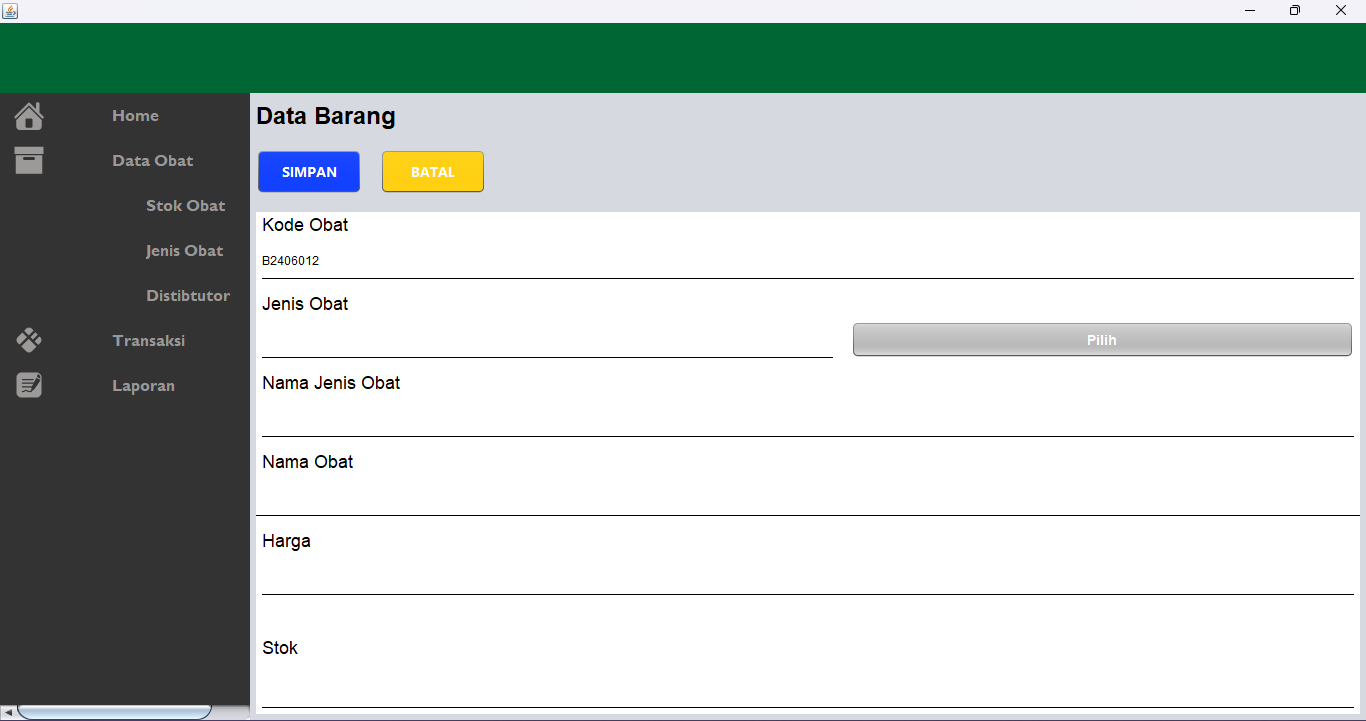 Home
Data Obat
Stok Obat
Jenis Obat
Distibtutor
Transaksi
Laporan
Data Barang
SIMPAN
BATAL
Kode Obat
B2406012
Jenis Obat
Pilih
Nama Jenis Obat
Nama Obat
Harga
Stok